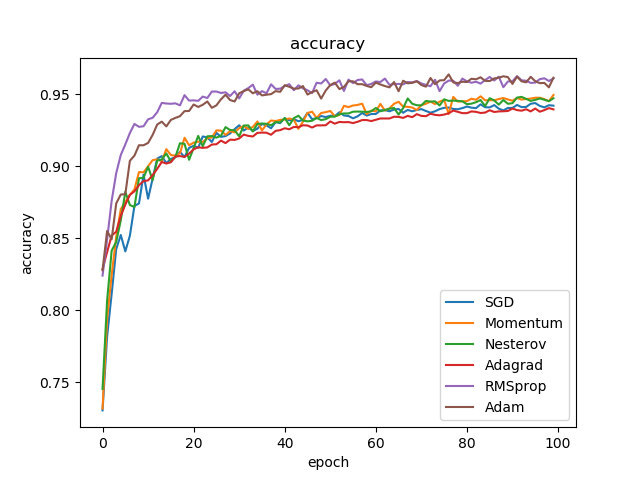 accuracy
accuracy
0.95
0.90
0.85
0.80
0.75
0
20
40
60
80
100
epoch
SGD
Momentum
Nesterov
Adagrad
RMSprop
Adam